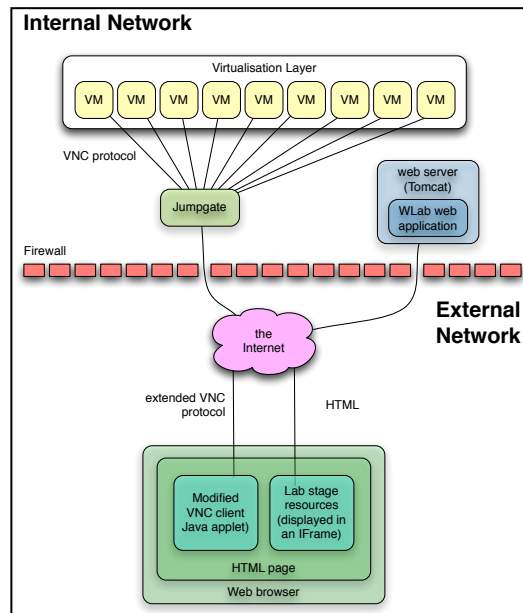 Internal Network
Virtualisation Layer
VM VM VM VM VM VM VM VM VM
VNC protocol
web server
(Tomcat)
Jumpgate
WLab web
application
Firewall
External
Network
the
Internet
extended VNC
protocol
HTML
Modified
VNC client
Java applet)
Lab stage
resources
(displayed in
an IFrame)
HTML page
Web browser